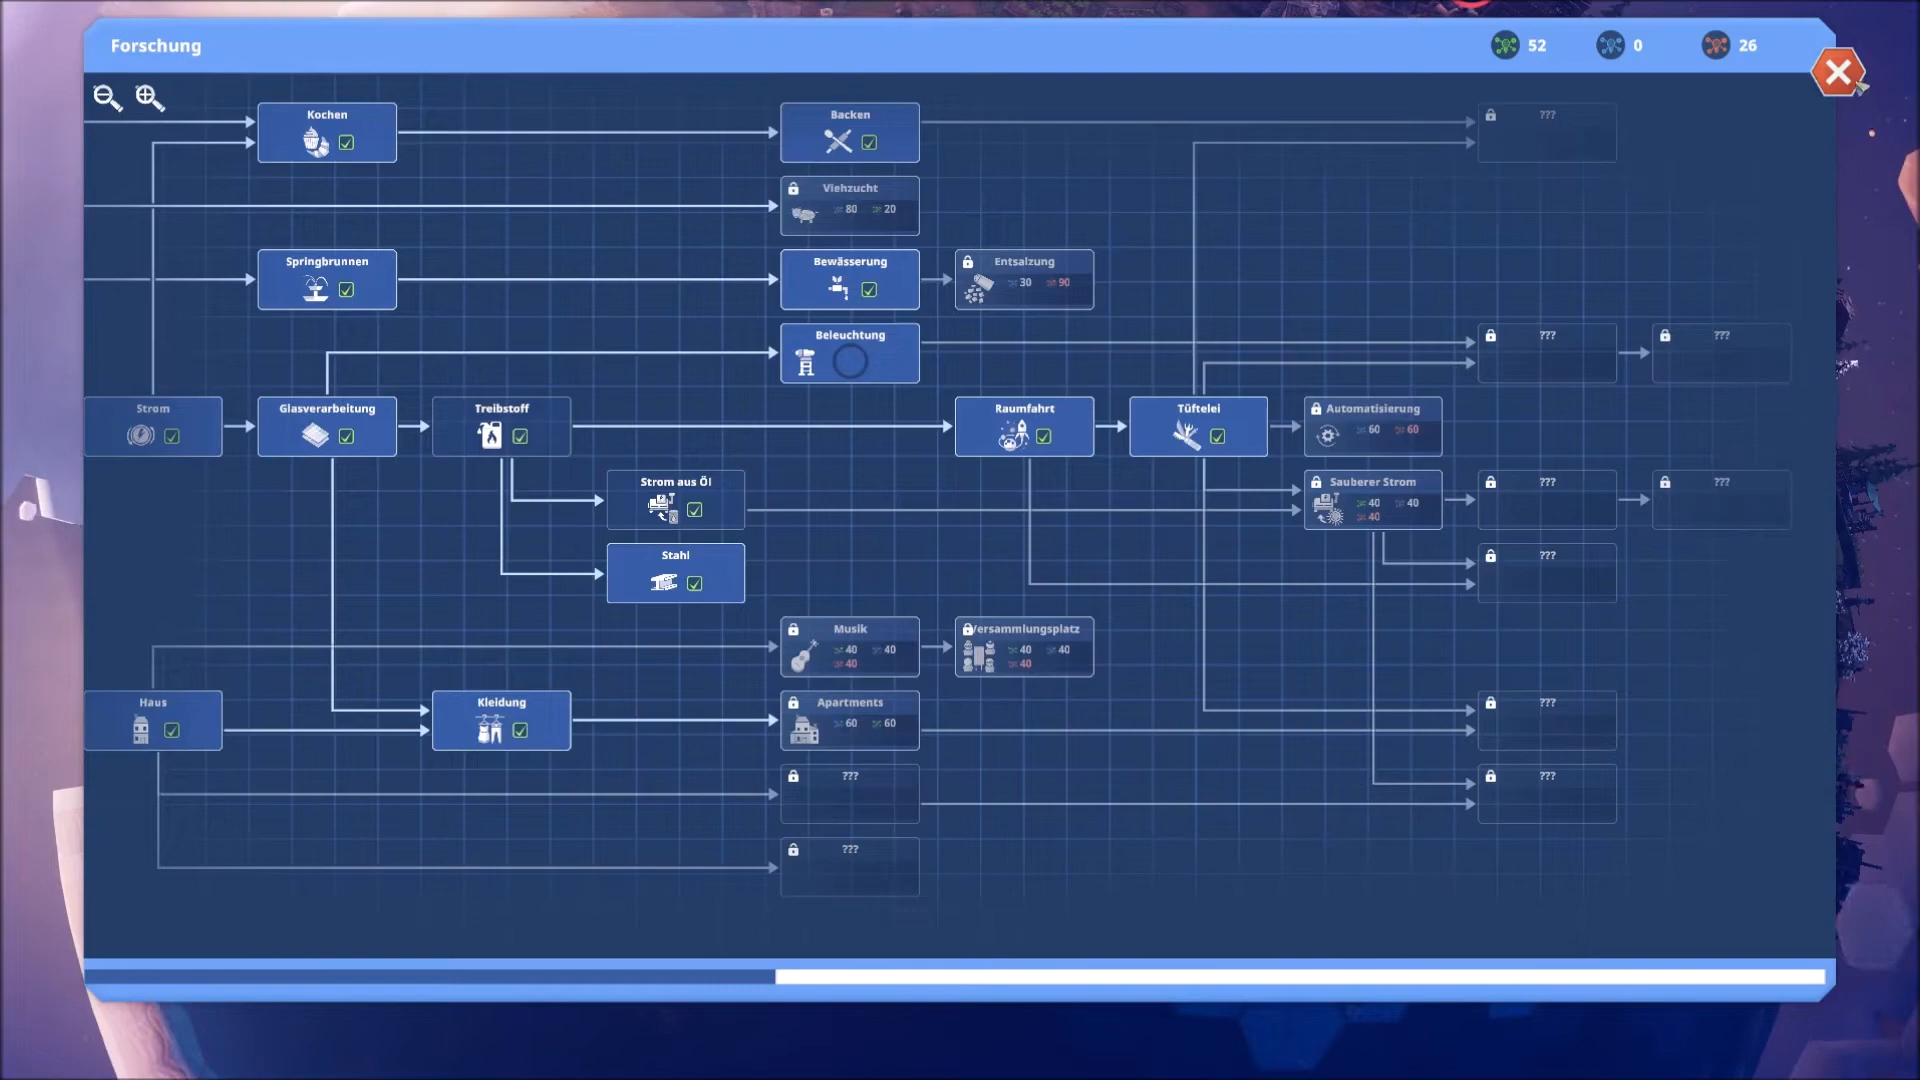 Forschung
52
0
26
Kochen
Backen
???
Viehzucht
80 20
Springbrunnen
Bewässerung
Entsalzung
30 90
Beleuchtung
???
???
Strom
Glasverarbeitung
Treibstoff
Raumfahrt
Tüftelei
Automatisierung
60 60
Strom aus Öl
Sauberer Strom
40 40
40
???
???
Stahl
???
Musik
40 40
40
Versammlungsplatz
40 40
40
Haus
Kleidung
Apartments
60 60
???
???
???
???